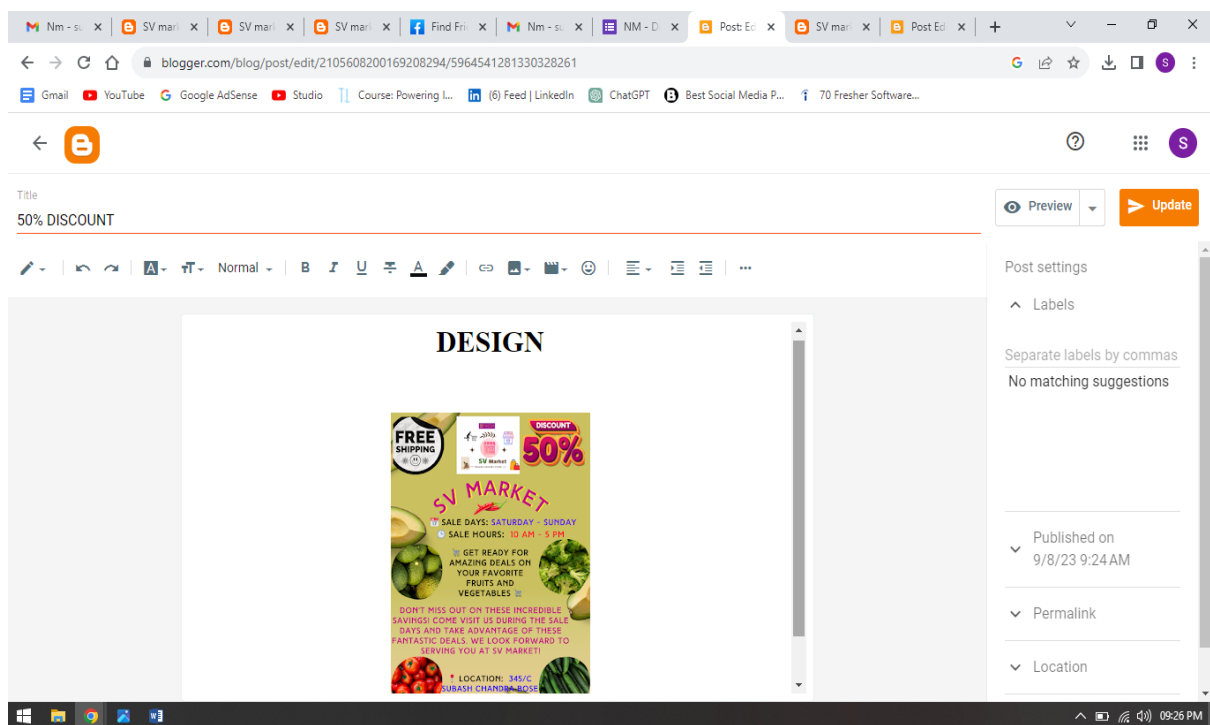 Nm - su
SV mark
SV mark
SV mark
Find Fri
Nm - su
NM - D
Post: Ed
SV mark
Post Ed
blogger.com/blog/post/edit/2105608200169208294/5964541281330328261
Gmail YouTube Google AdSense Studio Course: Powering I... (6) Feed | LinkedIn ChatGPT Best Social Media P... 70 Fresher Software...
S
Title
50% DISCOUNT
Preview
Update
Normal
B I U A
Post settings
Labels
Separate labels by commas
No matching suggestions
Published on
9/8/23 9:24 AM
Permalink
Location
DESIGN
FREE
SHIPPING
SV Market
DISCOUNT
50%
SV MARKET
SALE DAYS: SATURDAY - SUNDAY
SALE HOURS: 10 AM - 5 PM
GET READY FOR
AMAZING DEALS ON
YOUR FAVORITE
FRUITS AND
VEGETABLES
DON'T MISS OUT ON THESE INCREDIBLE
SAVINGS! COME VISIT US DURING THE SALE
DAYS AND TAKE ADVANTAGE OF THESE
FANTASTIC DEALS. WE LOOK FORWARD TO
SERVING YOU AT SV MARKET!
LOCATION: 345/C
SUBASH CHANDRA BOSE
09:26 PM